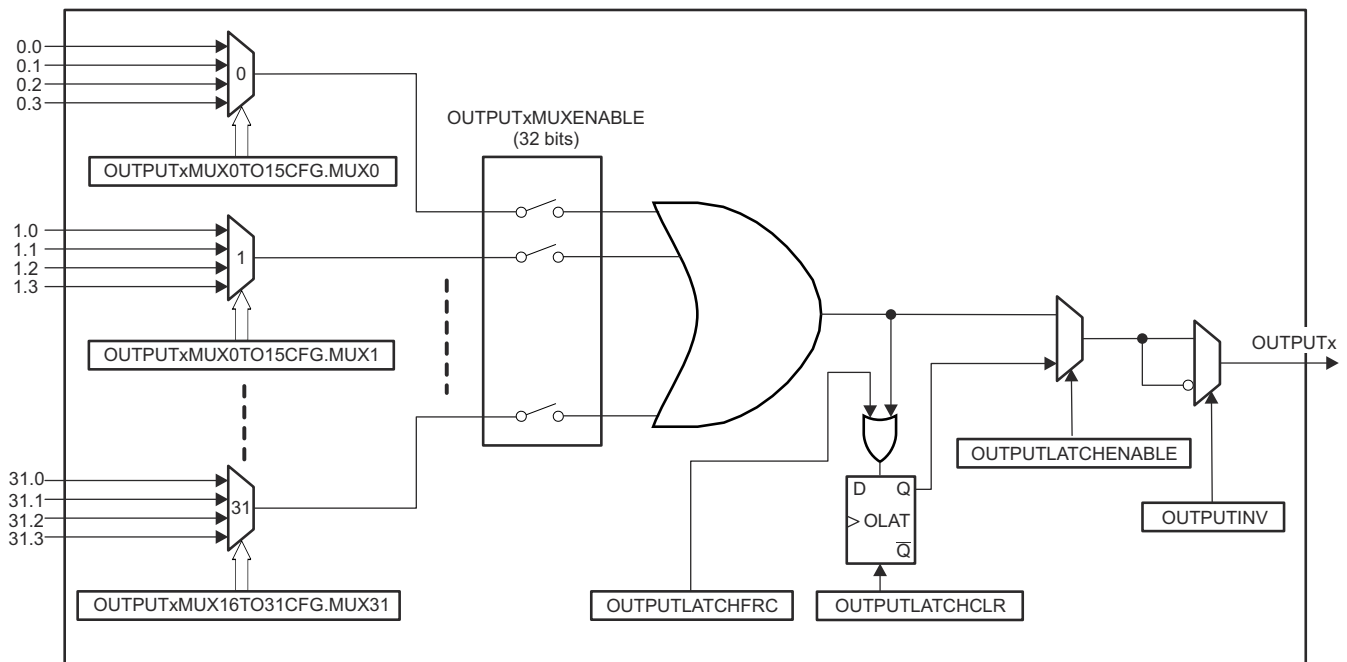 0.0
0.1
0.2
0.3
0
OUTPUTxMUX0TO15CFG.MUX0
OUTPUTxMUXENABLE
(32 bits)
1.0
1.1
1.2
1.3
1
OUTPUTxMUX0TO15CFG.MUX1
31.0
31.1
31.2
31.3
31
OUTPUTxMUX16TO31CFG.MUX31
D Q
OLAT
Q̅
OUTPUTLATCHFRC
OUTPUTLATCHCLR
OUTPUTLATCHENABLE
OUTPUTINV
OUTPUTx